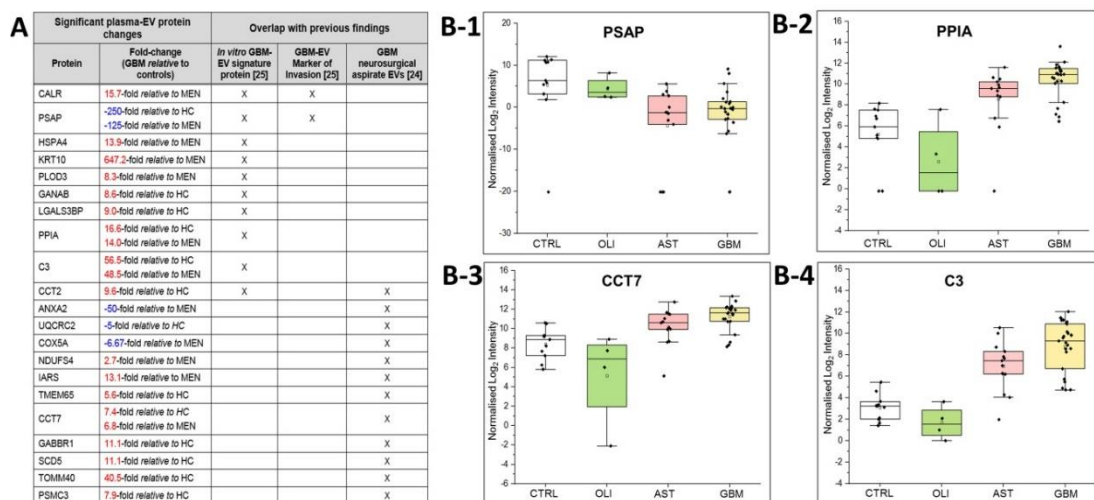 A
Significant plasma-EV protein changes
Overlap with previous findings
Protein
Fold-change (GBM relative to controls)
In vitro GBM-EV signature protein [25]
GBM-EV Marker of Invasion [25]
GBM neurosurgical aspirate EVs [24]
CALR 15.7-fold relative to MEN X X
PSAP -250-fold relative to HC X X
-125-fold relative to MEN
HSPA4 13.9-fold relative to MEN X
KRT10 647.2-fold relative to MEN X
PLOD3 8.3-fold relative to MEN X
GANAB 8.6-fold relative to HC X
LGALS3BP 9.0-fold relative to HC X
PPIA 16.6-fold relative to HC X
14.0-fold relative to MEN
C3 56.5-fold relative to HC X
48.5-fold relative to MEN
CCT2 9.6-fold relative to HC X X
ANXA2 -50-fold relative to MEN X
UQCRC2 -5-fold relative to HC X
COX5A -6.67-fold relative to MEN X
NDUFS4 2.7-fold relative to MEN X
IARS 13.1-fold relative to MEN X
TMEM65 5.6-fold relative to HC X
CCT7 7.4-fold relative to HC X
6.8-fold relative to MEN
GABBR1 11.1-fold relative to HC X
SCD5 11.1-fold relative to HC X
TOMM40 40.5-fold relative to HC X
PSMC3 7.9-fold relative to HC X
B-1
PSAP
Normalised Log2 Intensity
20
10
0
-10
-20
-30
CTRL OLI AST GBM
B-2
PPIA
Normalised Log2 Intensity
16
14
12
10
8
6
4
2
0
-2
-4
CTRL OLI AST GBM
B-3
CCT7
Normalised Log2 Intensity
16
14
12
10
8
6
4
2
0
-2
-4
-6
CTRL OLI AST GBM
B-4
C3
Normalised Log2 Intensity
14
12
10
8
6
4
2
0
-2
CTRL OLI AST GBM